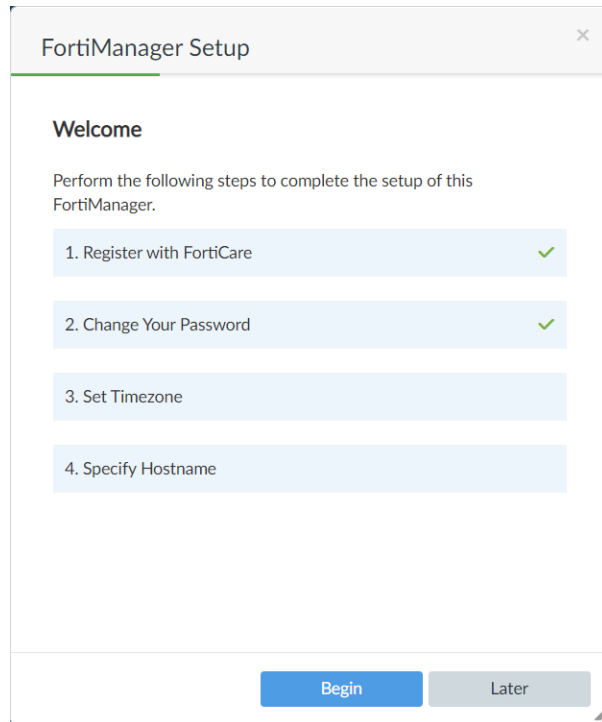 FortiManager Setup
Welcome
Perform the following steps to complete the setup of this
FortiManager.
1. Register with FortiCare
2. Change Your Password
3. Set Timezone
4. Specify Hostname
Begin
Later